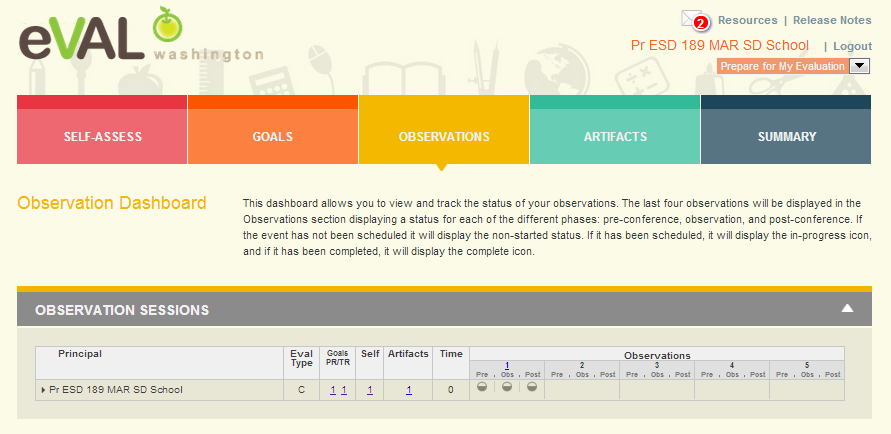 eVAL washington
2 Resources | Release Notes
Pr ESD 189 MAR SD School | Logout
Prepare for My Evaluation
SELF-ASSESS GOALS OBSERVATIONS ARTIFACTS SUMMARY
Observation Dashboard
This dashboard allows you to view and track the status of your observations. The last four observations will be displayed in the
Observations section displaying a status for each of the different phases: pre-conference, observation, and post-conference. If
the event has not been scheduled it will display the non-started status. If it has been scheduled, it will display the in-progress icon,
and if it has been completed, it will display the complete icon.
OBSERVATION SESSIONS
Principal Eval Type Goals PR/TR Self Artifacts Time Observations
1 2 3 4 5
Pre , Obs , Post Pre , Obs , Post Pre , Obs , Post Pre , Obs , Post Pre , Obs , Post
Pr ESD 189 MAR SD School C 1 1 1 1 0